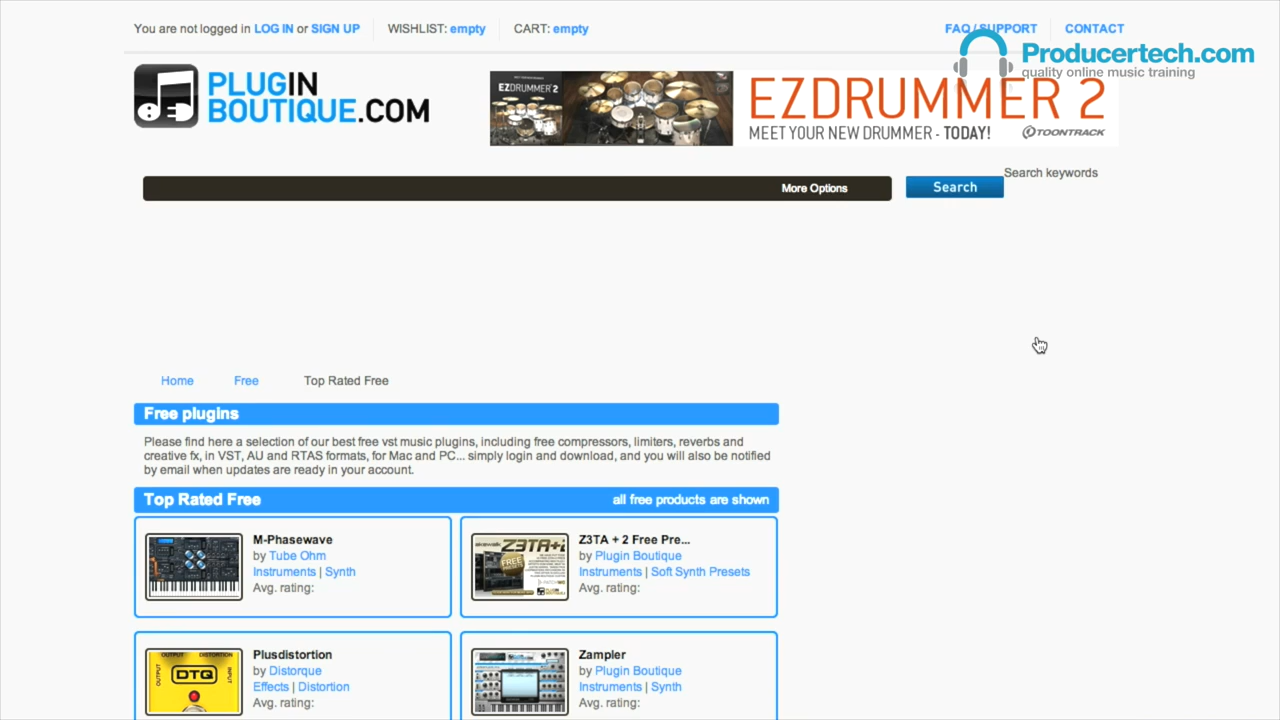 You are not logged in LOG IN or SIGN UP
WISHLIST: empty
CART: empty
FAQ / SUPPORT
CONTACT
Producertech.com
quality online music training
PLUGIN
BOUTIQUE.COM
EZDRUMMER 2
EZDRUMMER 2
MEET YOUR NEW DRUMMER - TODAY!
TOONTRACK
More Options
Search
Search keywords
Home
Free
Top Rated Free
Free plugins
Please find here a selection of our best free vst music plugins, including free compressors, limiters, reverbs and
creative fx, in VST, AU and RTAS formats, for Mac and PC... simply login and download, and you will also be notified
by email when updates are ready in your account.
Top Rated Free
all free products are shown
M-Phasewave
by Tube Ohm
Instruments | Synth
Avg. rating:
Z3TA+2
FREE
Z3TA + 2 Free Pre...
by Plugin Boutique
Instruments | Soft Synth Presets
Avg. rating:
OUTPUT DISTORTION
OUTPUT
DTQ
INPUT
Plusdistortion
by Distorque
Effects | Distortion
Avg. rating:
Zampler
by Plugin Boutique
Instruments | Synth
Avg. rating: